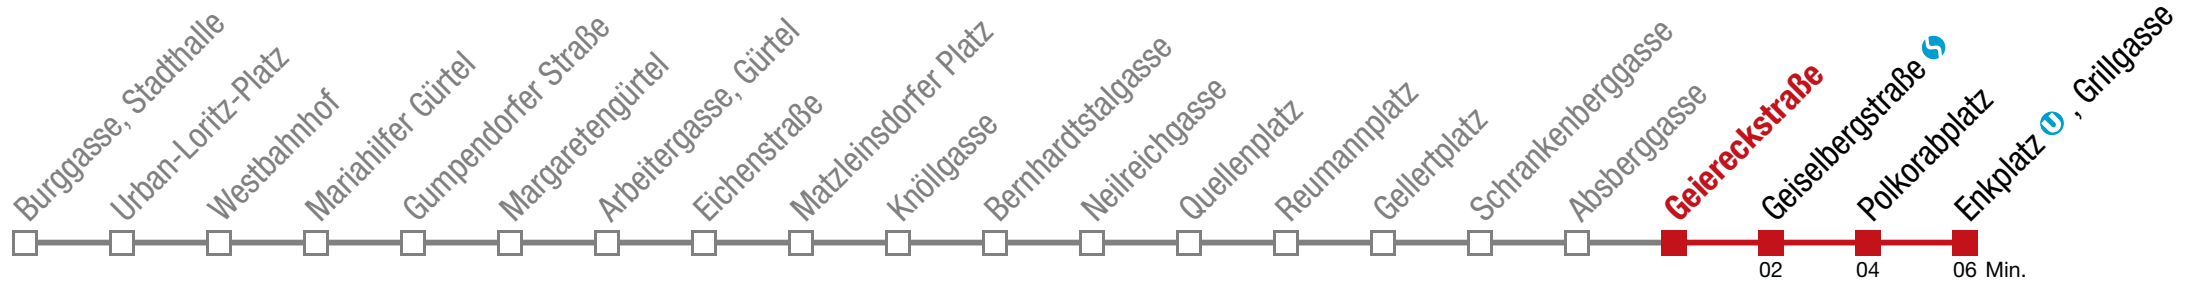 Burggasse, Stadthalle
Urban-Loritz-Platz
Westbahnhof
Mariahilfer Gürtel
Gumpendorfer Straße
Margaretengürtel
Arbeitergasse, Gürtel
Eichenstraße
Matzleinsdorfer Platz
Knöllgasse
Bernhardtstalgasse
Neilreichgasse
Quellenplatz
Reumannplatz
Gellertplatz
Schrankenberggasse
Absberggasse
Geiereckstraße
Geiselbergstraße S
Polkorabplatz
Enkplatz U, Grillgasse
02 04 06 Min.